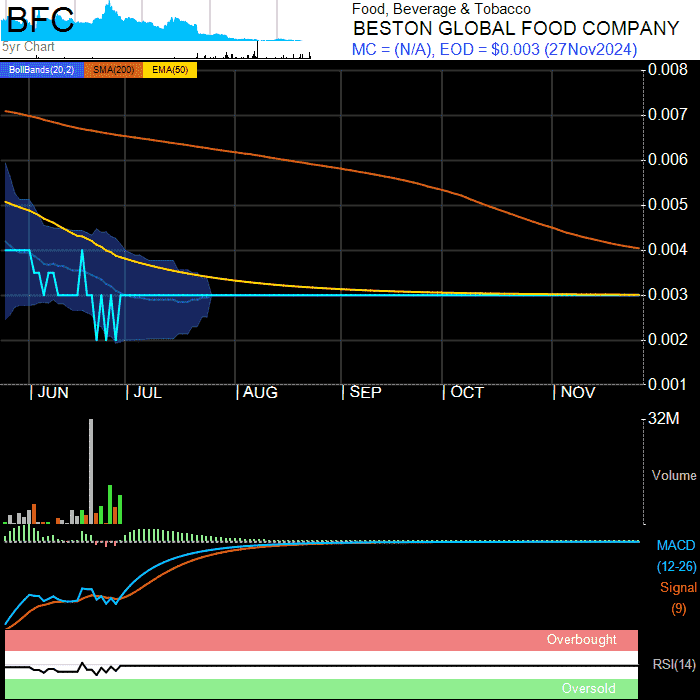 BFC
5yr Chart
Food, Beverage & Tobacco
BESTON GLOBAL FOOD COMPANY
MC = (N/A), EOD = $0.003 (27Nov2024)
BollBands(20,2) SMA(200) EMA(50)
0.008
0.007
0.006
0.005
0.004
0.003
0.002
0.001
JUN JUL AUG SEP OCT NOV
32M
Volume
MACD
(12-26)
Signal
(9)
Overbought
RSI(14)
Oversold